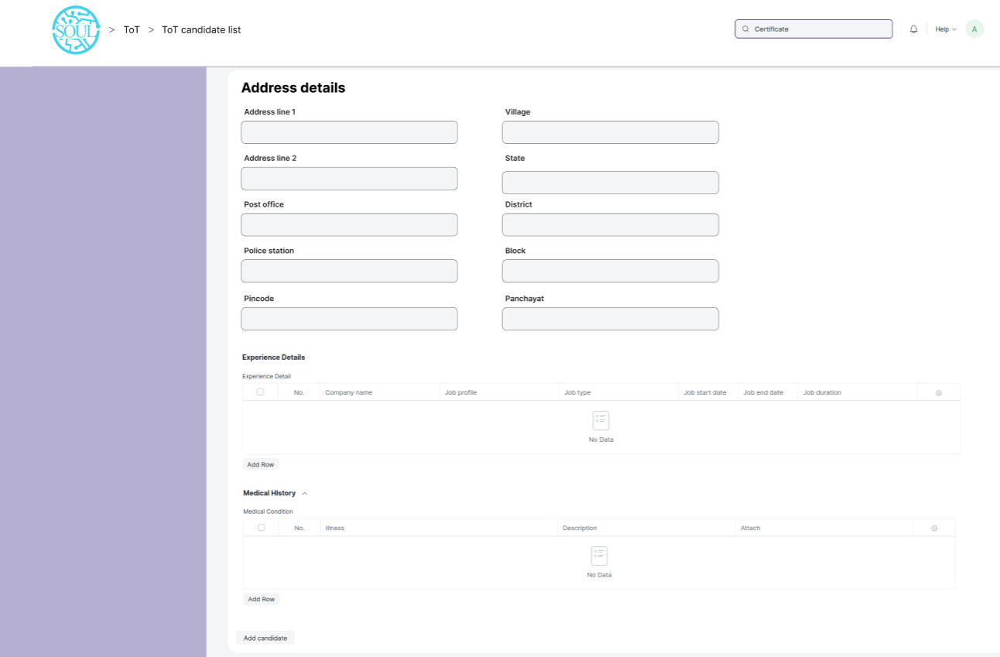 SOUL > ToT > ToT candidate list
Certificate
Help
A
Address details
Address line 1
Village
Address line 2
State
Post office
District
Police station
Block
Pincode
Panchayat
Experience Details
Experience Detail
No. Company name Job profile Job type Job start date Job end date Job duration
No Data
Add Row
Medical HIstory
Medical Condition
No. Illness Description Attach
No Data
Add Row
Add candidate